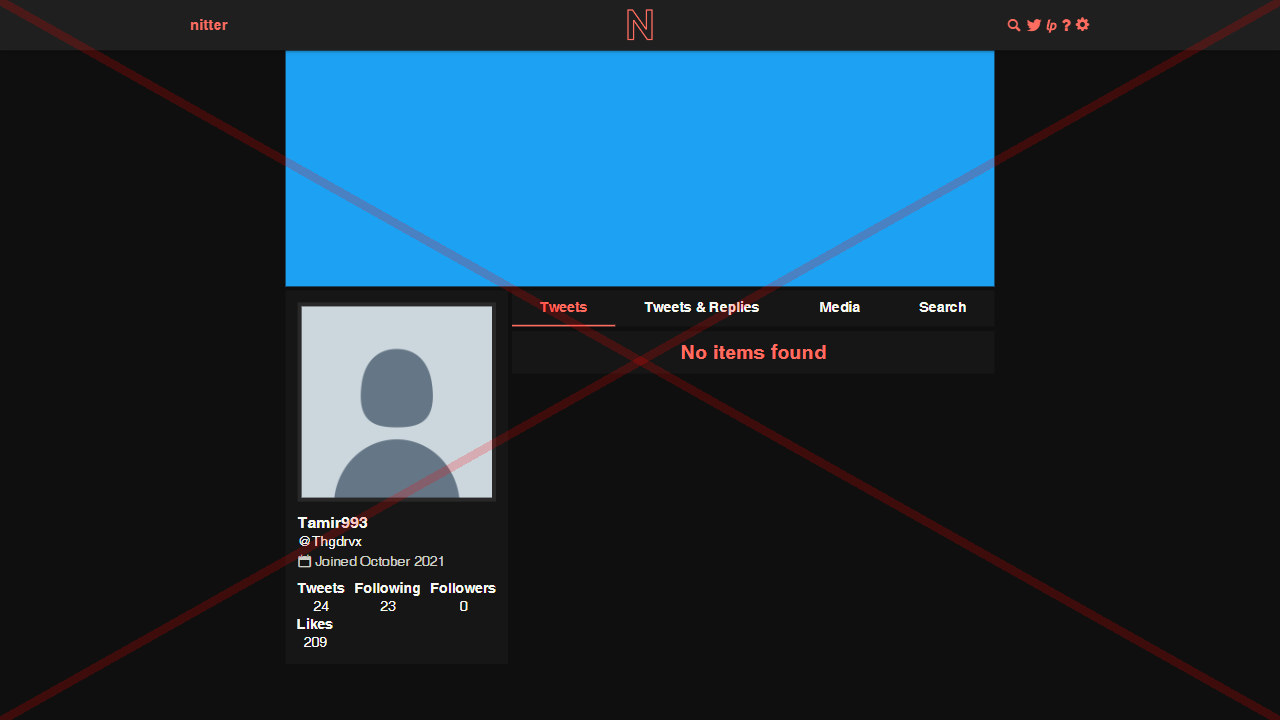 nitter
N
lp ?
Tweets Tweets & Replies Media Search
No items found
Tamir993
@Thgdrvx
Joined October 2021
Tweets Following Followers
24 23 0
Likes
209